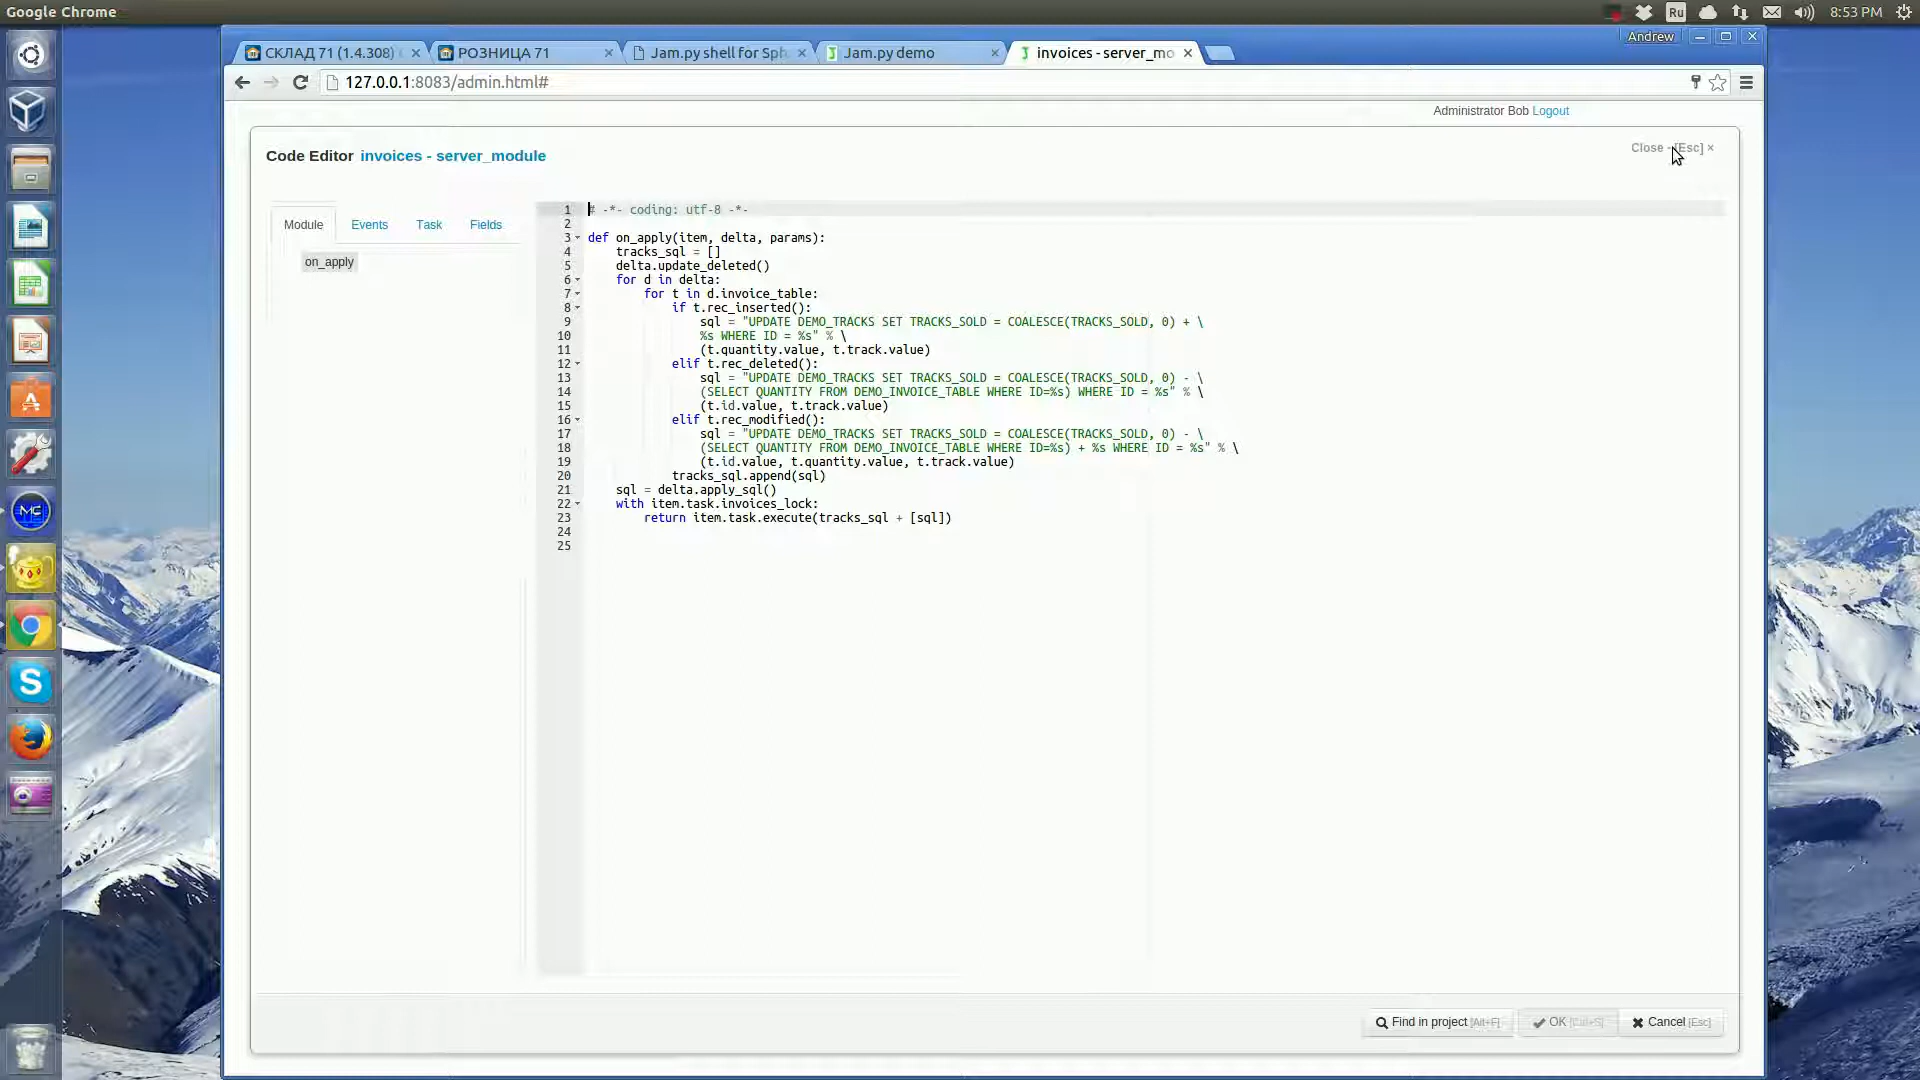 Google Chrome
Ru
8:53 PM
Andrew
СКЛАД 71 (1.4.308)
РОЗНИЦА 71
Jam.py shell for Sph
Jam.py demo
invoices - server_mo
127.0.0.1:8083/admin.html#
Administrator Bob Logout
Code Editor invoices - server_module
Close - [Esc] ×
Module
Events
Task
Fields
on_apply
1 # -*- coding: utf-8 -*-
2
3 def on_apply(item, delta, params):
4 tracks_sql = []
5 delta.update_deleted()
6 for d in delta:
7 for t in d.invoice_table:
8 if t.rec_inserted():
9 sql = "UPDATE DEMO_TRACKS SET TRACKS_SOLD = COALESCE(TRACKS_SOLD, 0) + \
10 %s WHERE ID = %s" % \
11 (t.quantity.value, t.track.value)
12 elif t.rec_deleted():
13 sql = "UPDATE DEMO_TRACKS SET TRACKS_SOLD = COALESCE(TRACKS_SOLD, 0) - \
14 (SELECT QUANTITY FROM DEMO_INVOICE_TABLE WHERE ID=%s) WHERE ID = %s" % \
15 (t.id.value, t.track.value)
16 elif t.rec_modified():
17 sql = "UPDATE DEMO_TRACKS SET TRACKS_SOLD = COALESCE(TRACKS_SOLD, 0) - \
18 (SELECT QUANTITY FROM DEMO_INVOICE_TABLE WHERE ID=%s) + %s WHERE ID = %s" % \
19 (t.id.value, t.quantity.value, t.track.value)
20 tracks_sql.append(sql)
21 sql = delta.apply_sql()
22 with item.task.invoices_lock:
23 return item.task.execute(tracks_sql + [sql])
24
25
Find in project [Alt+F]
OK [Ctrl+S]
Cancel [Esc]